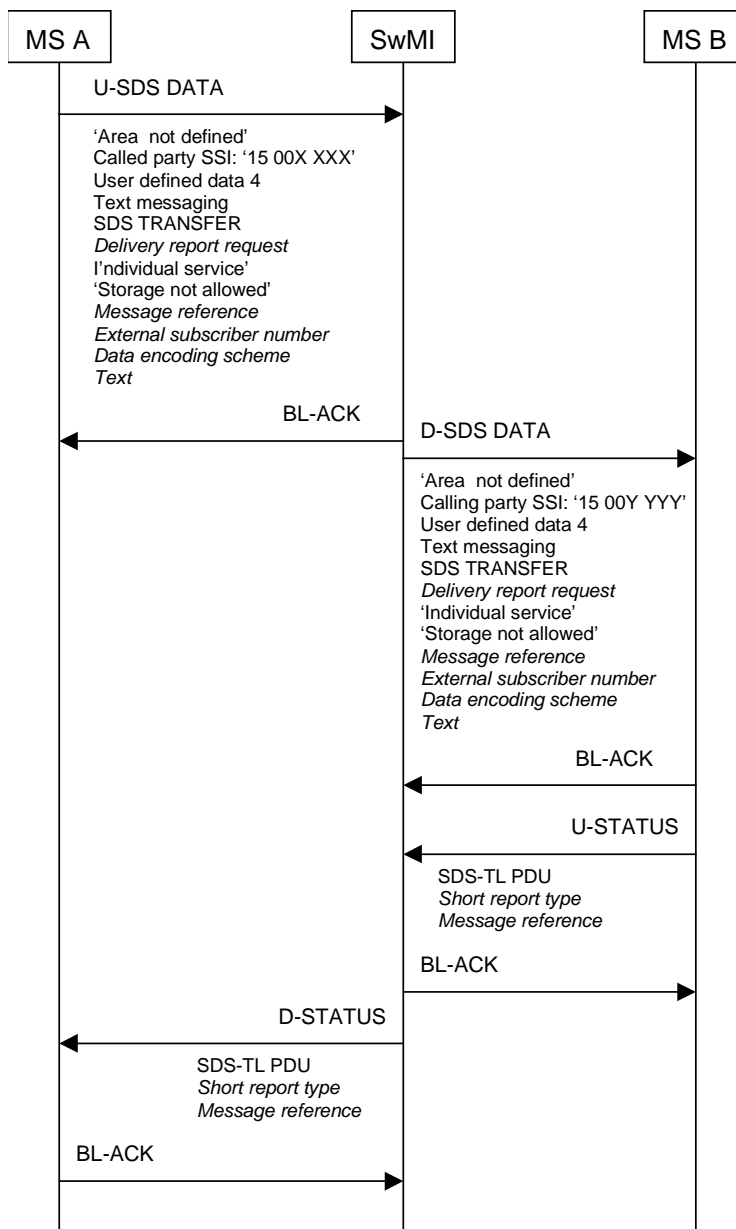 MS A
SwMI
MS B
U-SDS DATA
‘Area  not defined’
Called party SSI: ‘15 00X XXX’
User defined data 4
Text messaging
SDS TRANSFER
Delivery report request
I'ndividual service’
‘Storage not allowed’
Message reference
External subscriber number
Data encoding scheme
Text
BL-ACK
D-SDS DATA
‘Area  not defined’
Calling party SSI: ‘15 00Y YYY’
User defined data 4
Text messaging
SDS TRANSFER
Delivery report request
‘Individual service’
‘Storage not allowed’
Message reference
External subscriber number
Data encoding scheme
Text
BL-ACK
U-STATUS
SDS-TL PDU
Short report type
Message reference
BL-ACK
D-STATUS
SDS-TL PDU
Short report type
Message reference
BL-ACK